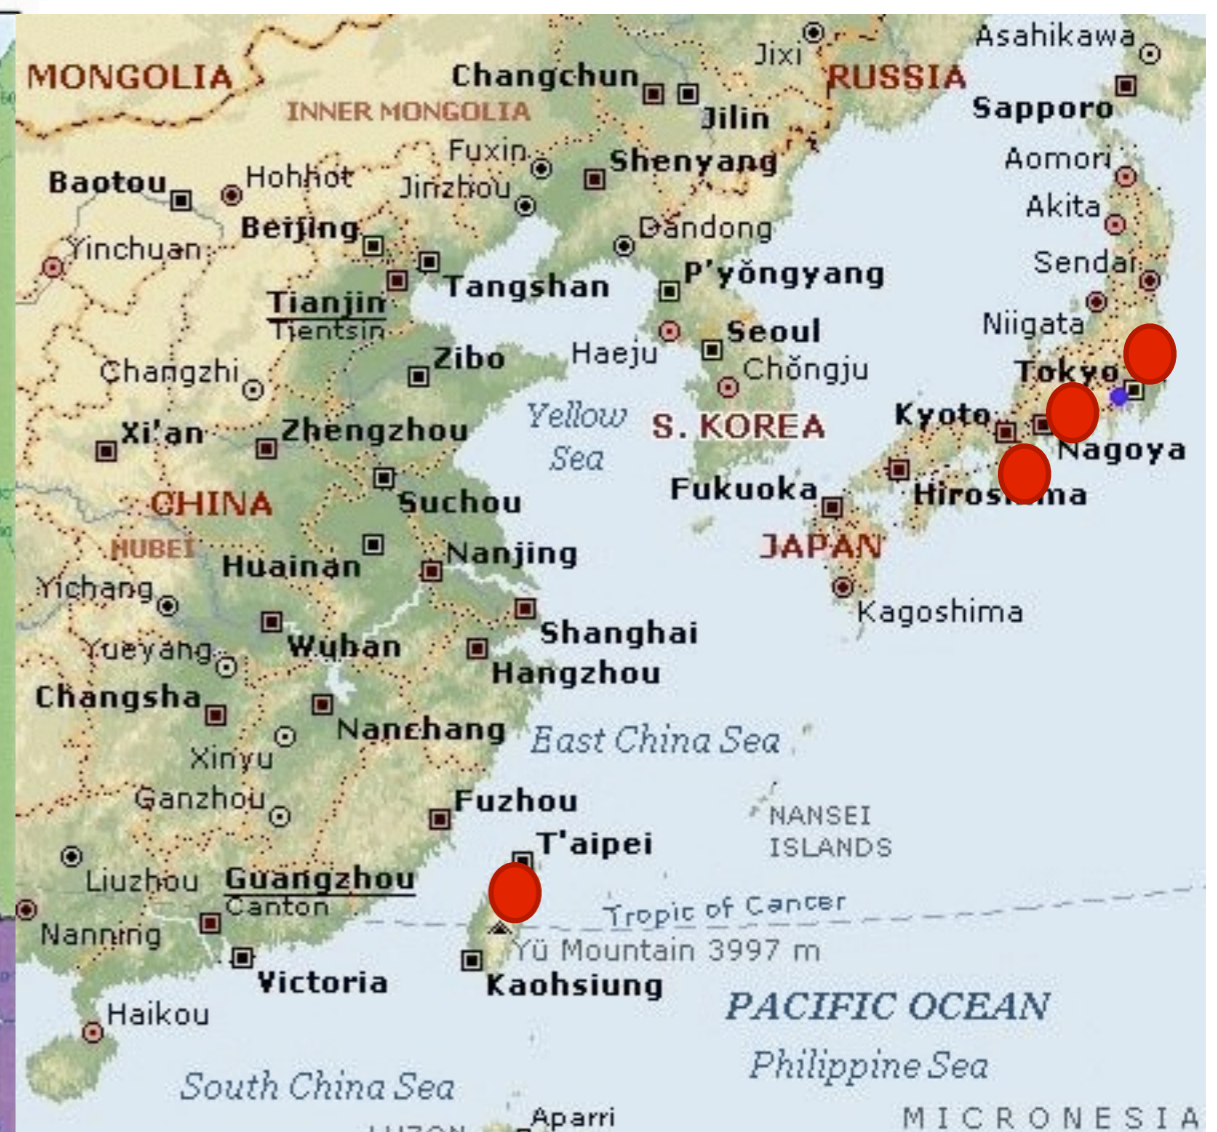 Asahikawa
Jixi
MONGOLIA
Changchun
RUSSIA
INNER MONGOLIA
Sapporo
Jilin
Fuxin
Shenyang
Aomori
Baotou
Hohhot
Jinzhou
Akita
Beijing
Dandong
Yinchuan
Sendai
P'yŏngyang
Tangshan
Tianjin
Tientsin
Niigata
Seoul
Haeju
Zibo
Chŏngju
Changzhi
Tokyo
Yellow
Sea
Kyoto
S. KOREA
Xi'an
Zhengzhou
Nagoya
Fukuoka
Hiroshima
CHINA
Suchou
JAPAN
HUBEI
Huainan
Nanjing
Yichang
Kagoshima
Shanghai
Yueyang
Wuhan
Hangzhou
Changsha
Nanchang
East China Sea
Xinyu
Ganzhou
Fuzhou
NANSEI
ISLANDS
T'aipei
Liuzhou
Guangzhou
Canton
Tropic of Cancer
Nanning
Yü Mountain 3997 m
Victoria
Kaohsiung
Haikou
PACIFIC OCEAN
Philippine Sea
South China Sea
Aparri
LUZON
MICRONESIA